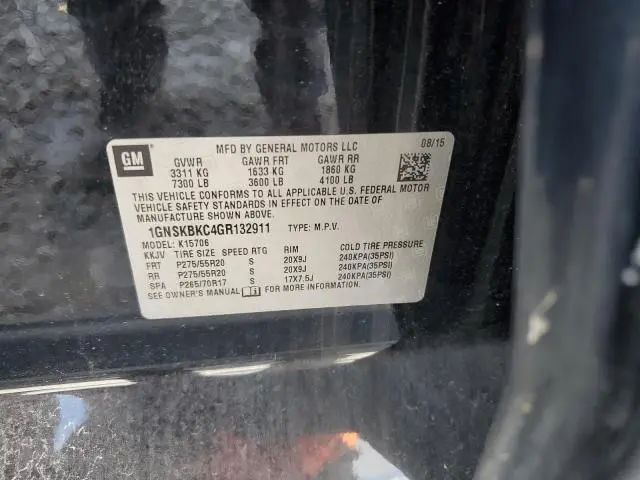 GM
MFD BY GENERAL MOTORS LLC 08/15
GVWR GAWR FRT GAWR RR
3311 KG 1633 KG 1860 KG
7300 LB 3600 LB 4100 LB
THIS VEHICLE CONFORMS TO ALL APPLICABLE U.S. FEDERAL MOTOR
VEHICLE SAFETY STANDARDS IN EFFECT ON THE DATE OF
MANUFACTURE SHOWN ABOVE.
1GNSKBKC4GR132911 TYPE: M.P.V.
MODEL: K15706
KKJV TIRE SIZE SPEED RTG RIM COLD TIRE PRESSURE
FRT P275/55R20 S 20X9J 240KPA(35PSI)
RR P275/55R20 S 20X9J 240KPA(35PSI)
SPA P265/70R17 S 17X7.5J 240KPA(35PSI)
SEE OWNER'S MANUAL i FOR MORE INFORMATION.